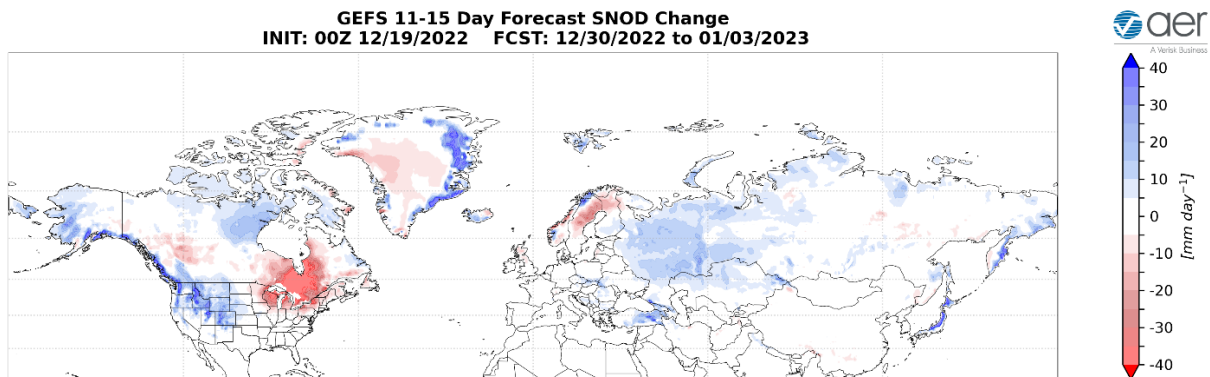 GEFS 11-15 Day Forecast SNOD Change
INIT: 00Z 12/19/2022 FCST: 12/30/2022 to 01/03/2023
aer
A Verisk Business
40
30
20
10
0
-10
-20
-30
-40
[mm day⁻¹]